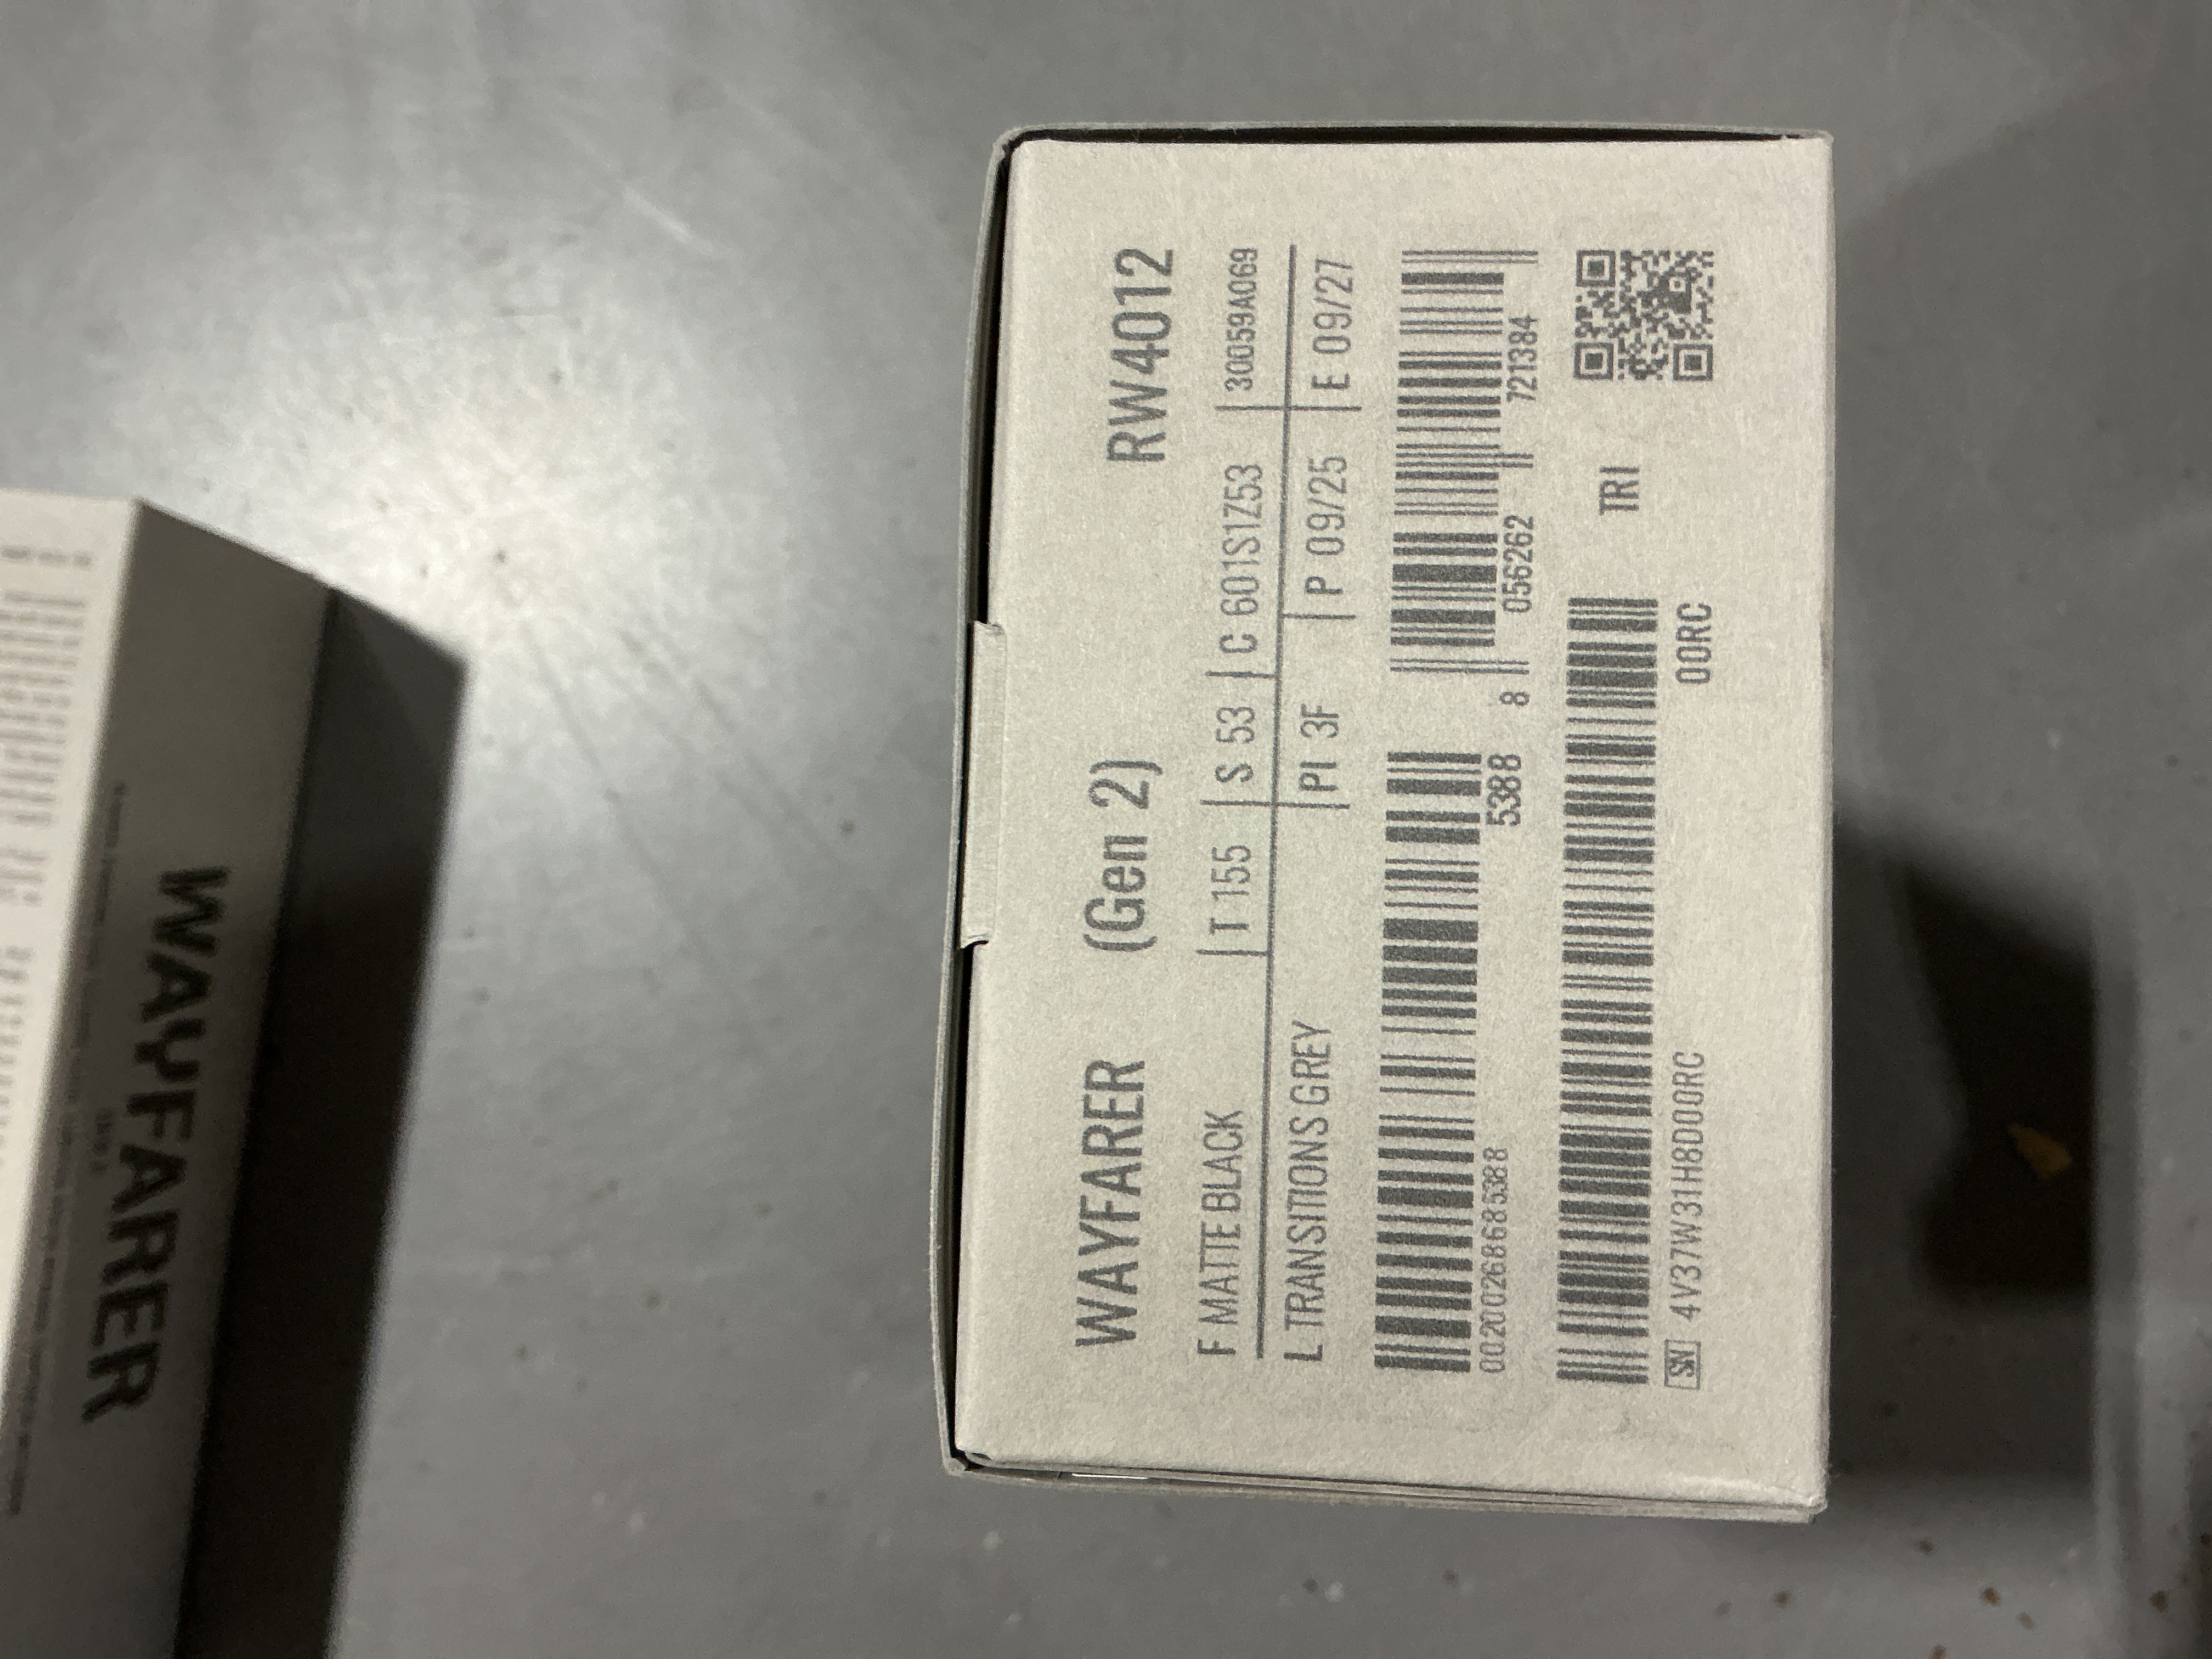 WAYFARER (Gen 2) RW4012
F MATTE BLACK T 155 S 53 C 601S1Z53 30059A069
L TRANSITIONS GREY PI 3F P 09/25 E 09/27
00200268685388 5388
8 056262 721384
SN 4V37W31H8D00RC 00RC
TRI
WAYFARER